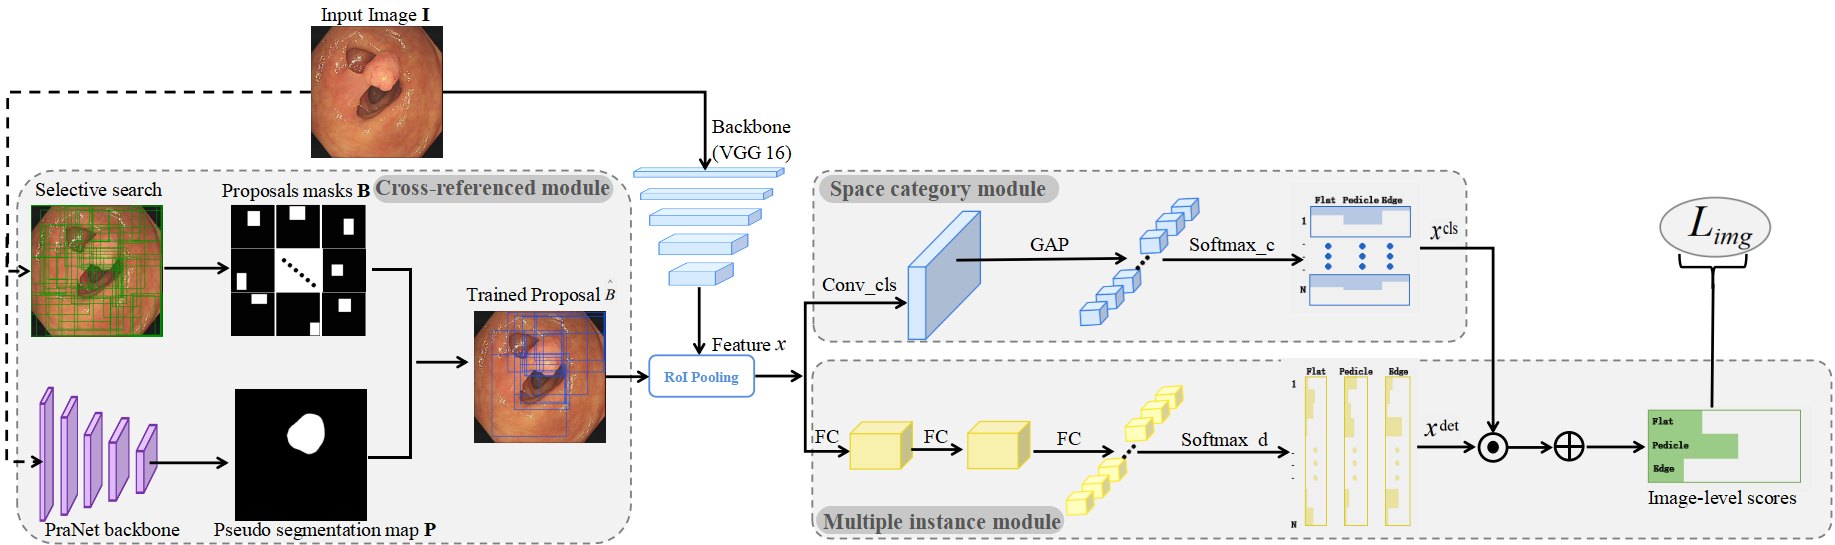 Input Image I
Backbone
(VGG 16)
Selective search
Proposals masks B
Cross-referenced module
Trained Proposal B̂
PraNet backbone
Pseudo segmentation map P
Feature x
RoI Pooling
Space category module
Conv_cls
GAP
Softmax_c
Flat Pedicle Edge
1
N
x cls
FC
FC
FC
Softmax_d
Flat Pedicle Edge
1
N
x det
Multiple instance module
L img
Flat
Pedicle
Edge
Image-level scores